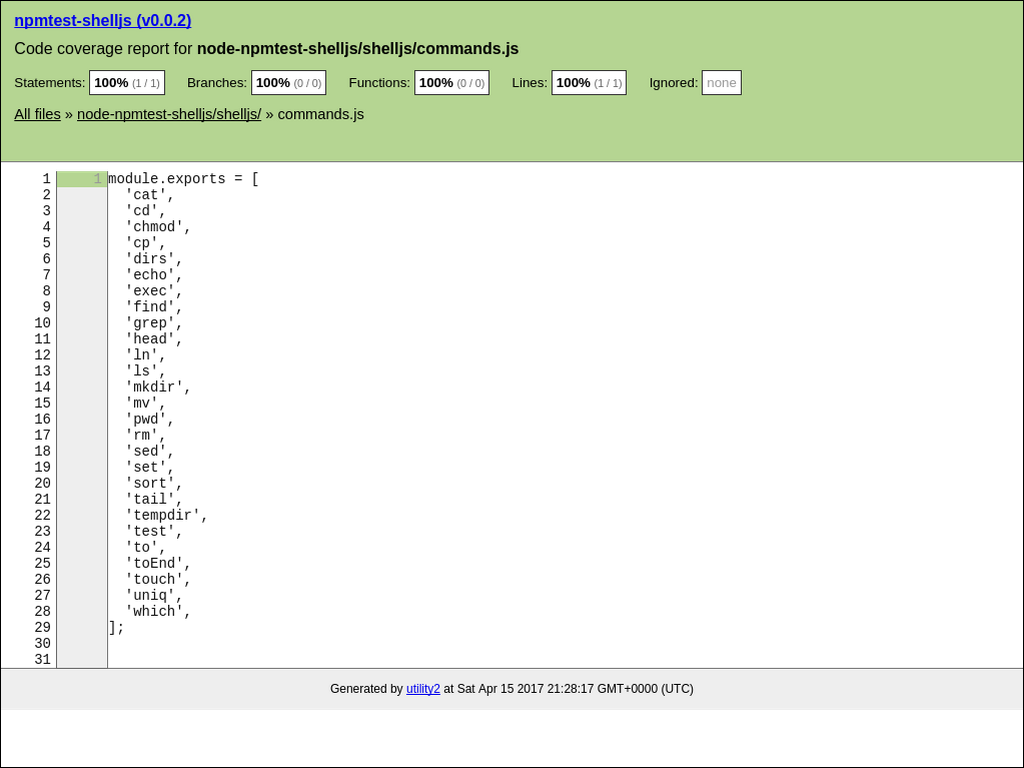 npmtest-shelljs (v0.0.2)
Code coverage report for node-npmtest-shelljs/shelljs/commands.js
Statements: 100% (1 / 1) Branches: 100% (0 / 0) Functions: 100% (0 / 0) Lines: 100% (1 / 1) Ignored: none
All files » node-npmtest-shelljs/shelljs/ » commands.js
1 1 module.exports = [
2 'cat',
3 'cd',
4 'chmod',
5 'cp',
6 'dirs',
7 'echo',
8 'exec',
9 'find',
10 'grep',
11 'head',
12 'ln',
13 'ls',
14 'mkdir',
15 'mv',
16 'pwd',
17 'rm',
18 'sed',
19 'set',
20 'sort',
21 'tail',
22 'tempdir',
23 'test',
24 'to',
25 'toEnd',
26 'touch',
27 'uniq',
28 'which',
29 ];
30
31
Generated by utility2 at Sat Apr 15 2017 21:28:17 GMT+0000 (UTC)